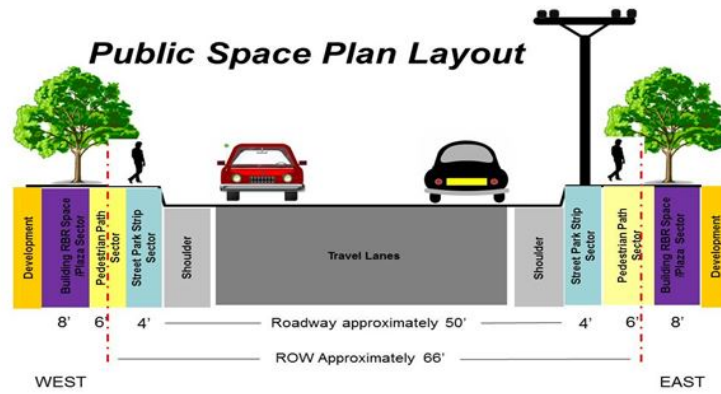 Public Space Plan Layout
Development
Building RBR Space
/Plaza Sector
Pedestrian Path
Sector
Street Park Strip
Sector
Shoulder
Travel Lanes
Shoulder
Street Park Strip
Sector
Pedestrian Path
Sector
Building RBR Space
/Plaza Sector
Development
8' 6' 4' Roadway approximately 50' 4' 6' 8'
ROW Approximately 66'
WEST EAST